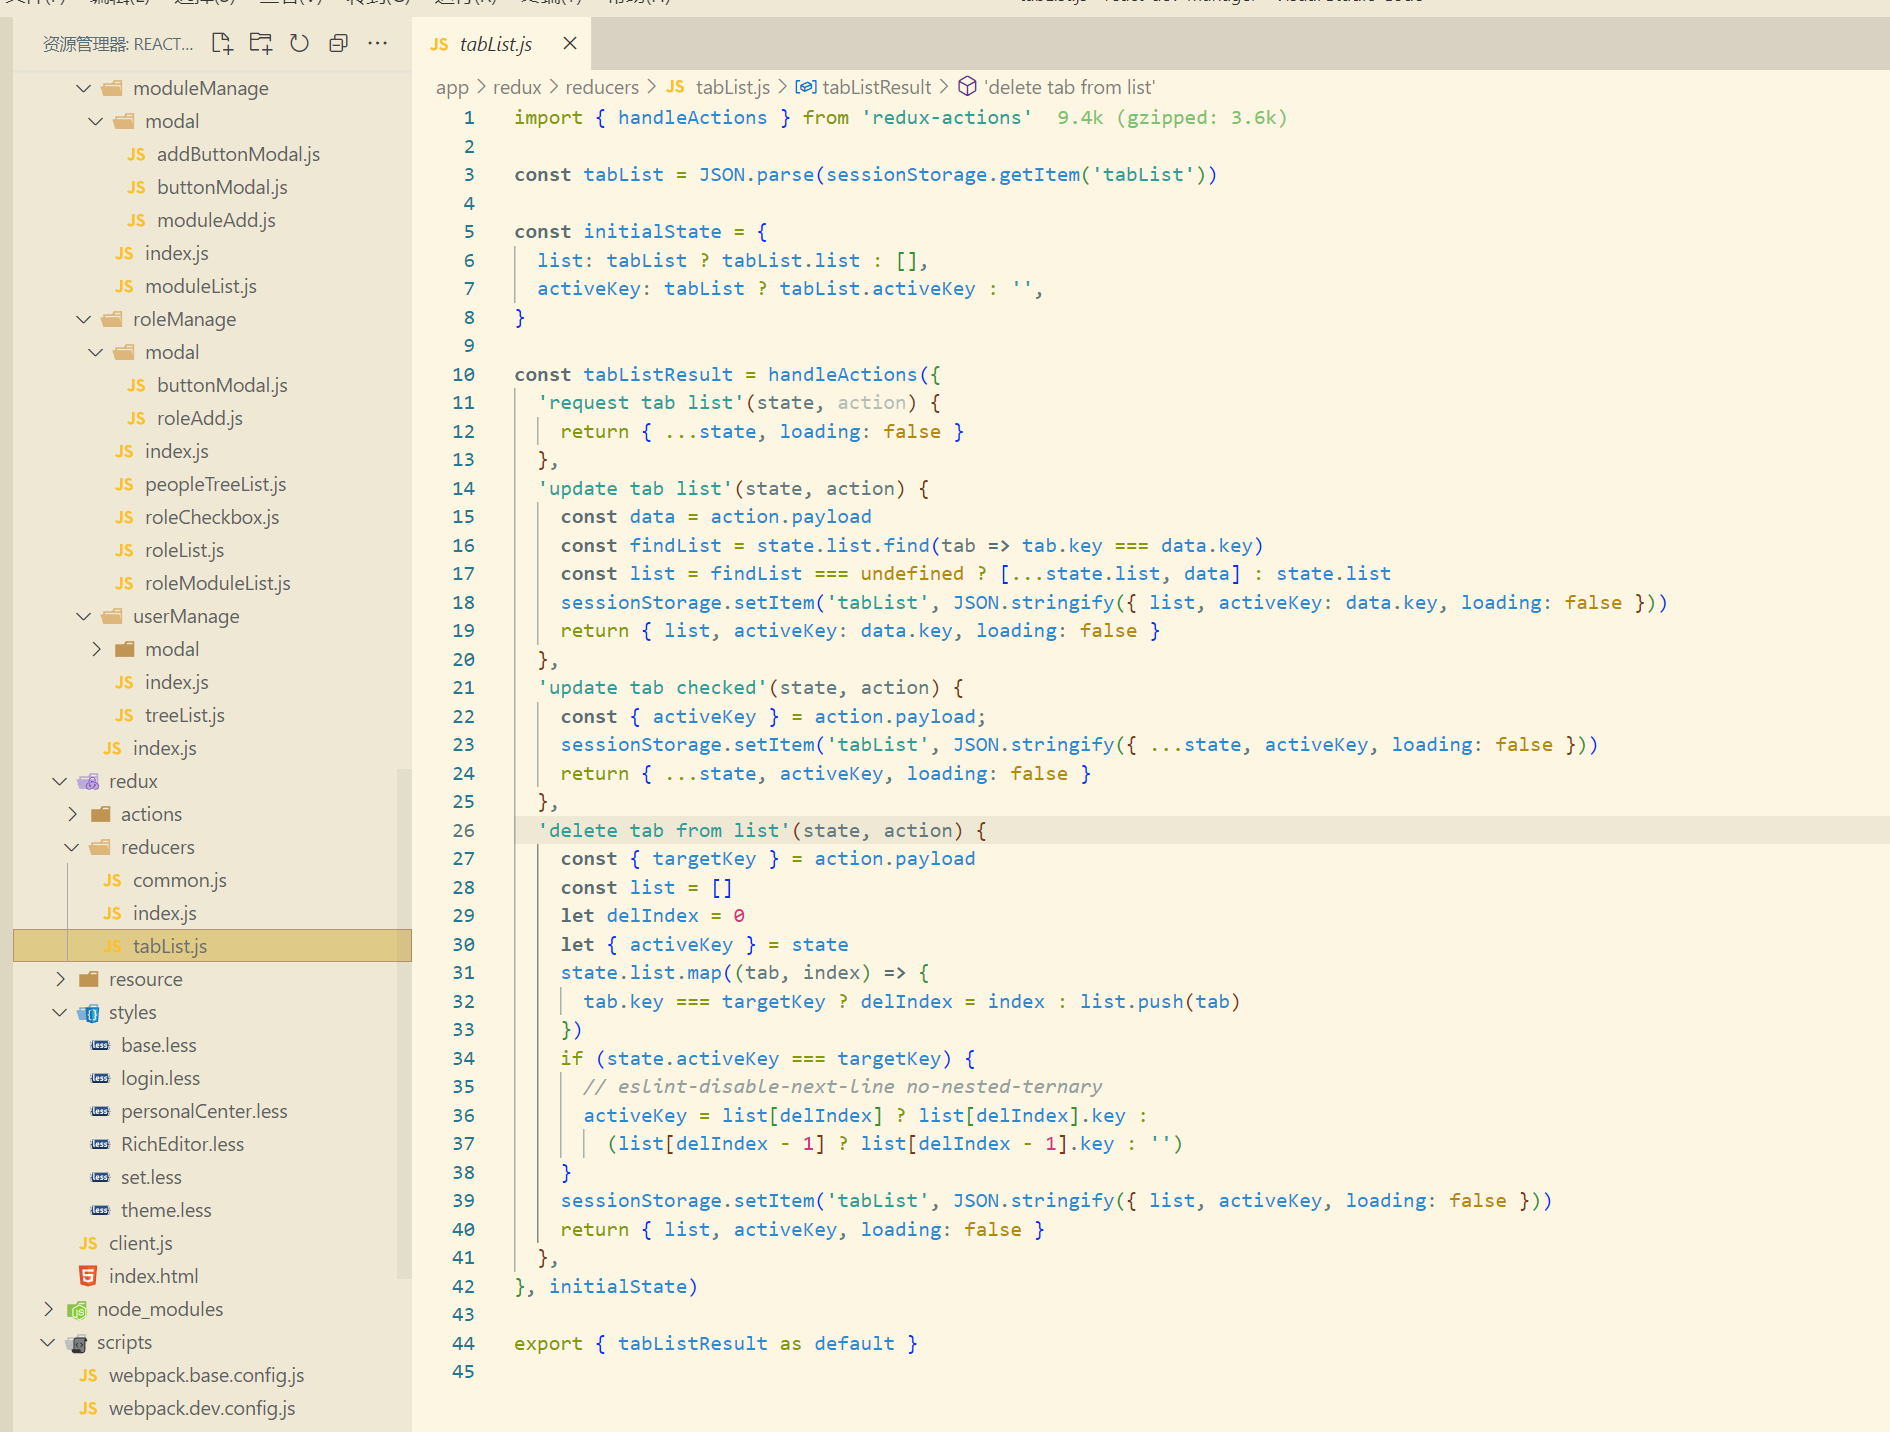 资源管理器: REACT...
moduleManage
modal
JS addButtonModal.js
JS buttonModal.js
JS moduleAdd.js
JS index.js
JS moduleList.js
roleManage
modal
JS buttonModal.js
JS roleAdd.js
JS index.js
JS peopleTreeList.js
JS roleCheckbox.js
JS roleList.js
JS roleModuleList.js
userManage
modal
JS index.js
JS treeList.js
JS index.js
redux
actions
reducers
JS common.js
JS index.js
JS tabList.js
resource
styles
base.less
login.less
personalCenter.less
RichEditor.less
set.less
theme.less
JS client.js
index.html
node_modules
scripts
JS webpack.base.config.js
JS webpack.dev.config.js
JS tabList.js
app > redux > reducers > JS tabList.js > tabListResult > 'delete tab from list'
1 import { handleActions } from 'redux-actions' 9.4k (gzipped: 3.6k)
2
3 const tabList = JSON.parse(sessionStorage.getItem('tabList'))
4
5 const initialState = {
6 list: tabList ? tabList.list : [],
7 activeKey: tabList ? tabList.activeKey : '',
8 }
9
10 const tabListResult = handleActions({
11 'request tab list'(state, action) {
12 return { ...state, loading: false }
13 },
14 'update tab list'(state, action) {
15 const data = action.payload
16 const findList = state.list.find(tab => tab.key === data.key)
17 const list = findList === undefined ? [...state.list, data] : state.list
18 sessionStorage.setItem('tabList', JSON.stringify({ list, activeKey: data.key, loading: false }))
19 return { list, activeKey: data.key, loading: false }
20 },
21 'update tab checked'(state, action) {
22 const { activeKey } = action.payload;
23 sessionStorage.setItem('tabList', JSON.stringify({ ...state, activeKey, loading: false }))
24 return { ...state, activeKey, loading: false }
25 },
26 'delete tab from list'(state, action) {
27 const { targetKey } = action.payload
28 const list = []
29 let delIndex = 0
30 let { activeKey } = state
31 state.list.map((tab, index) => {
32 tab.key === targetKey ? delIndex = index : list.push(tab)
33 })
34 if (state.activeKey === targetKey) {
35 // eslint-disable-next-line no-nested-ternary
36 activeKey = list[delIndex] ? list[delIndex].key :
37 (list[delIndex - 1] ? list[delIndex - 1].key : '')
38 }
39 sessionStorage.setItem('tabList', JSON.stringify({ list, activeKey, loading: false }))
40 return { list, activeKey, loading: false }
41 },
42 }, initialState)
43
44 export { tabListResult as default }
45